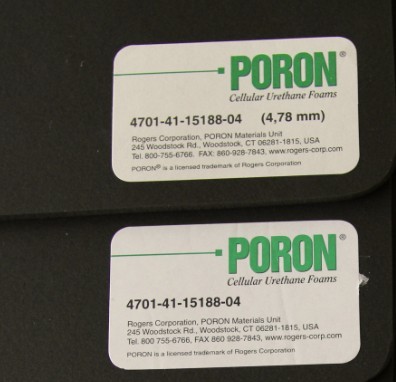 PORON®
Cellular Urethane Foams
4701-41-15188-04 (4,78 mm)
Rogers Corporation, PORON Materials Unit
245 Woodstock Rd., Woodstock, CT 06281-1815, USA
Tel. 800-755-6766. FAX: 860-928-7843, www.rogers-corp.com
PORON® is a licensed trademark of Rogers Corporation
PORON®
Cellular Urethane Foams
4701-41-15188-04
Rogers Corporation, PORON Materials Unit
245 Woodstock Rd., Woodstock, CT 06281-1815, USA
Tel. 800 755-6766, FAX 860 928-7843, www.rogers-corp.com
PORON is a licensed trademark of Rogers Corporation